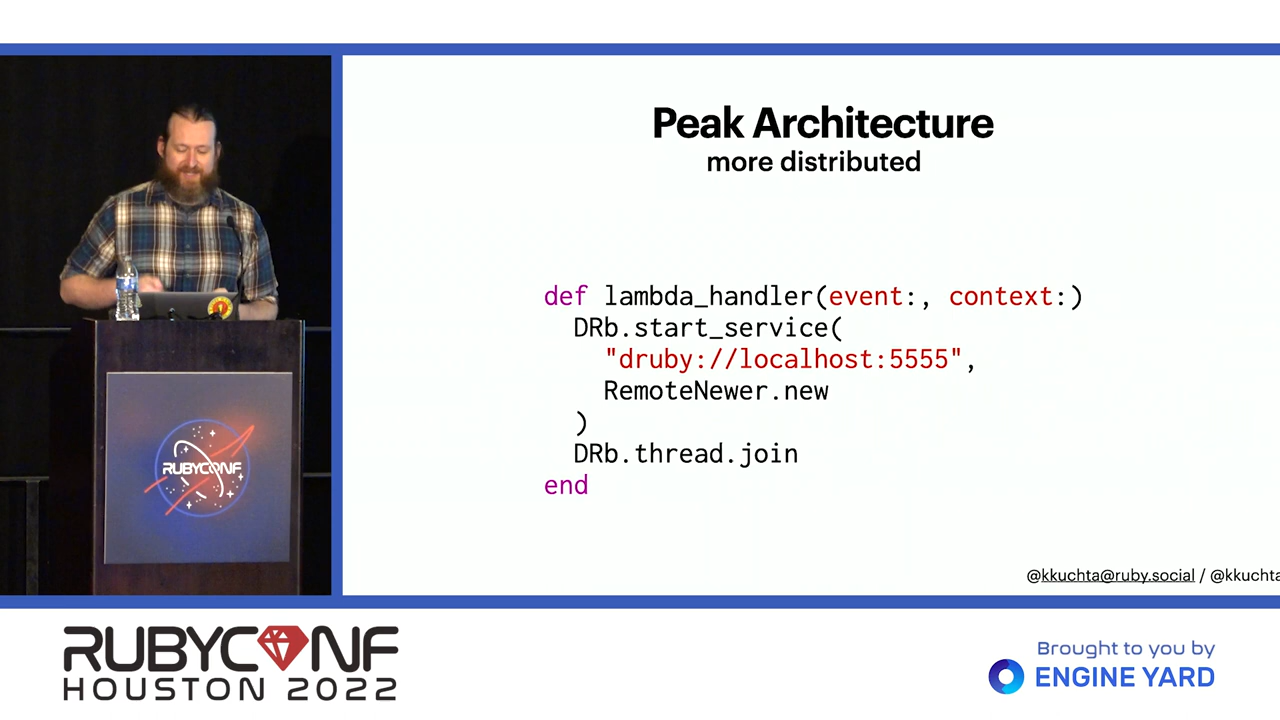 Peak Architecture
more distributed
def lambda_handler(event:, context:)
  DRb.start_service(
    "druby://localhost:5555",
    RemoteNewer.new
  )
  DRb.thread.join
end
@kkuchta@ruby.social / @kkuchta
RUBYCONF
RUBYCONF
HOUSTON 2022
Brought to you by
ENGINE YARD